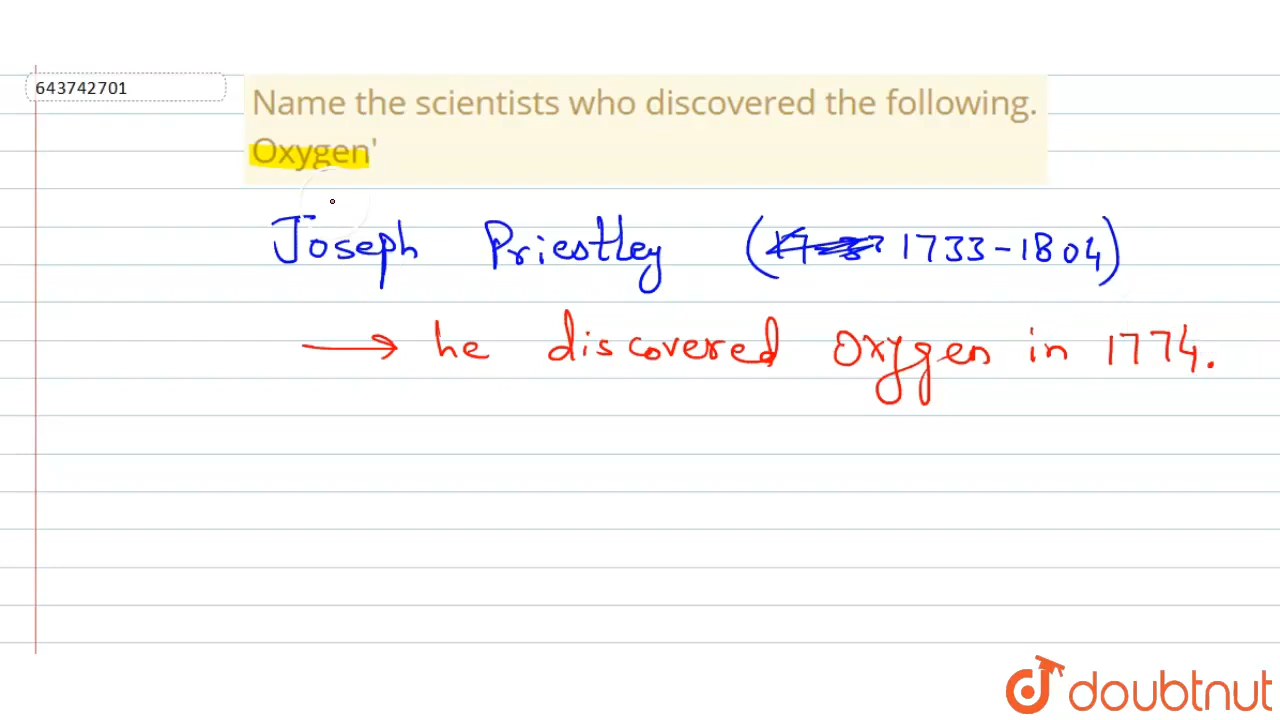 643742701
Name the scientists who discovered the following.
Oxygen'
Joseph Priestley (1733-1804)
→ he discovered oxygen in 1774.
doubtnut